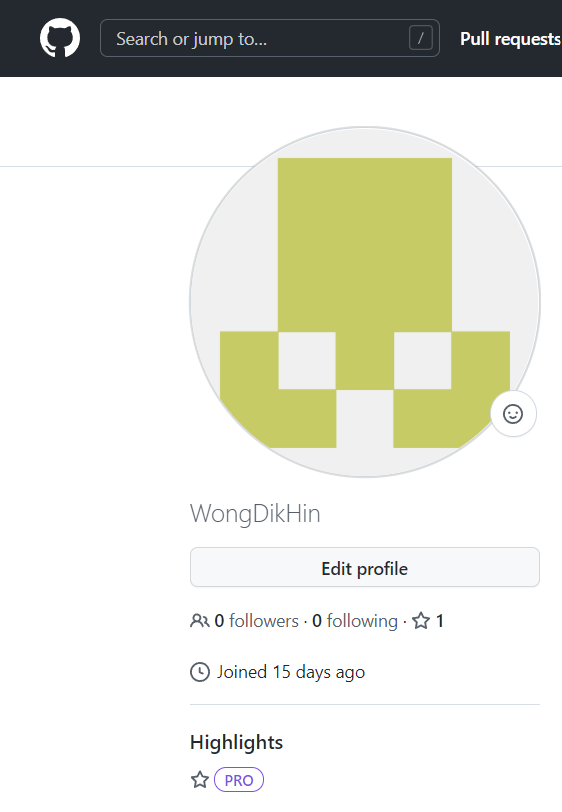 Search or jump to... / Pull requests
WongDikHin
Edit profile
0 followers · 0 following · 1
Joined 15 days ago
Highlights
PRO